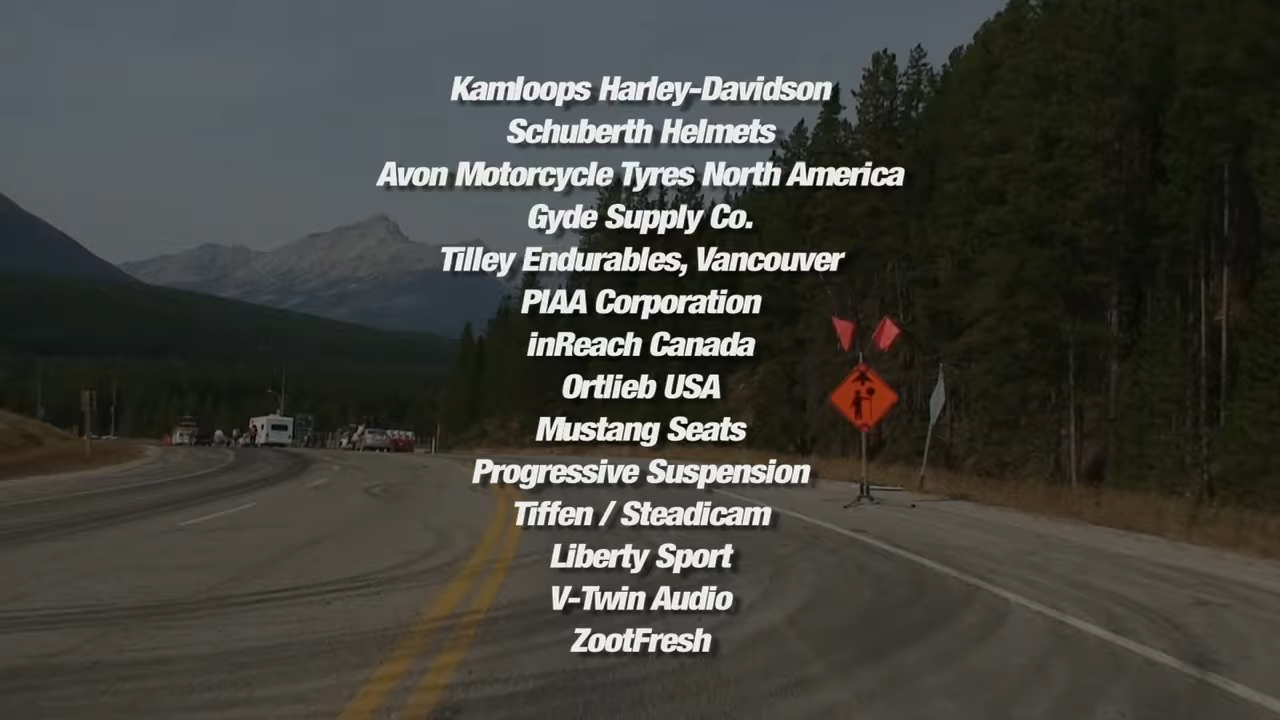 Kamloops Harley-Davidson
Schuberth Helmets
Avon Motorcycle Tyres North America
Gyde Supply Co.
Tilley Endurables, Vancouver
PIAA Corporation
inReach Canada
Ortlieb USA
Mustang Seats
Progressive Suspension
Tiffen / Steadicam
Liberty Sport
V-Twin Audio
ZootFresh